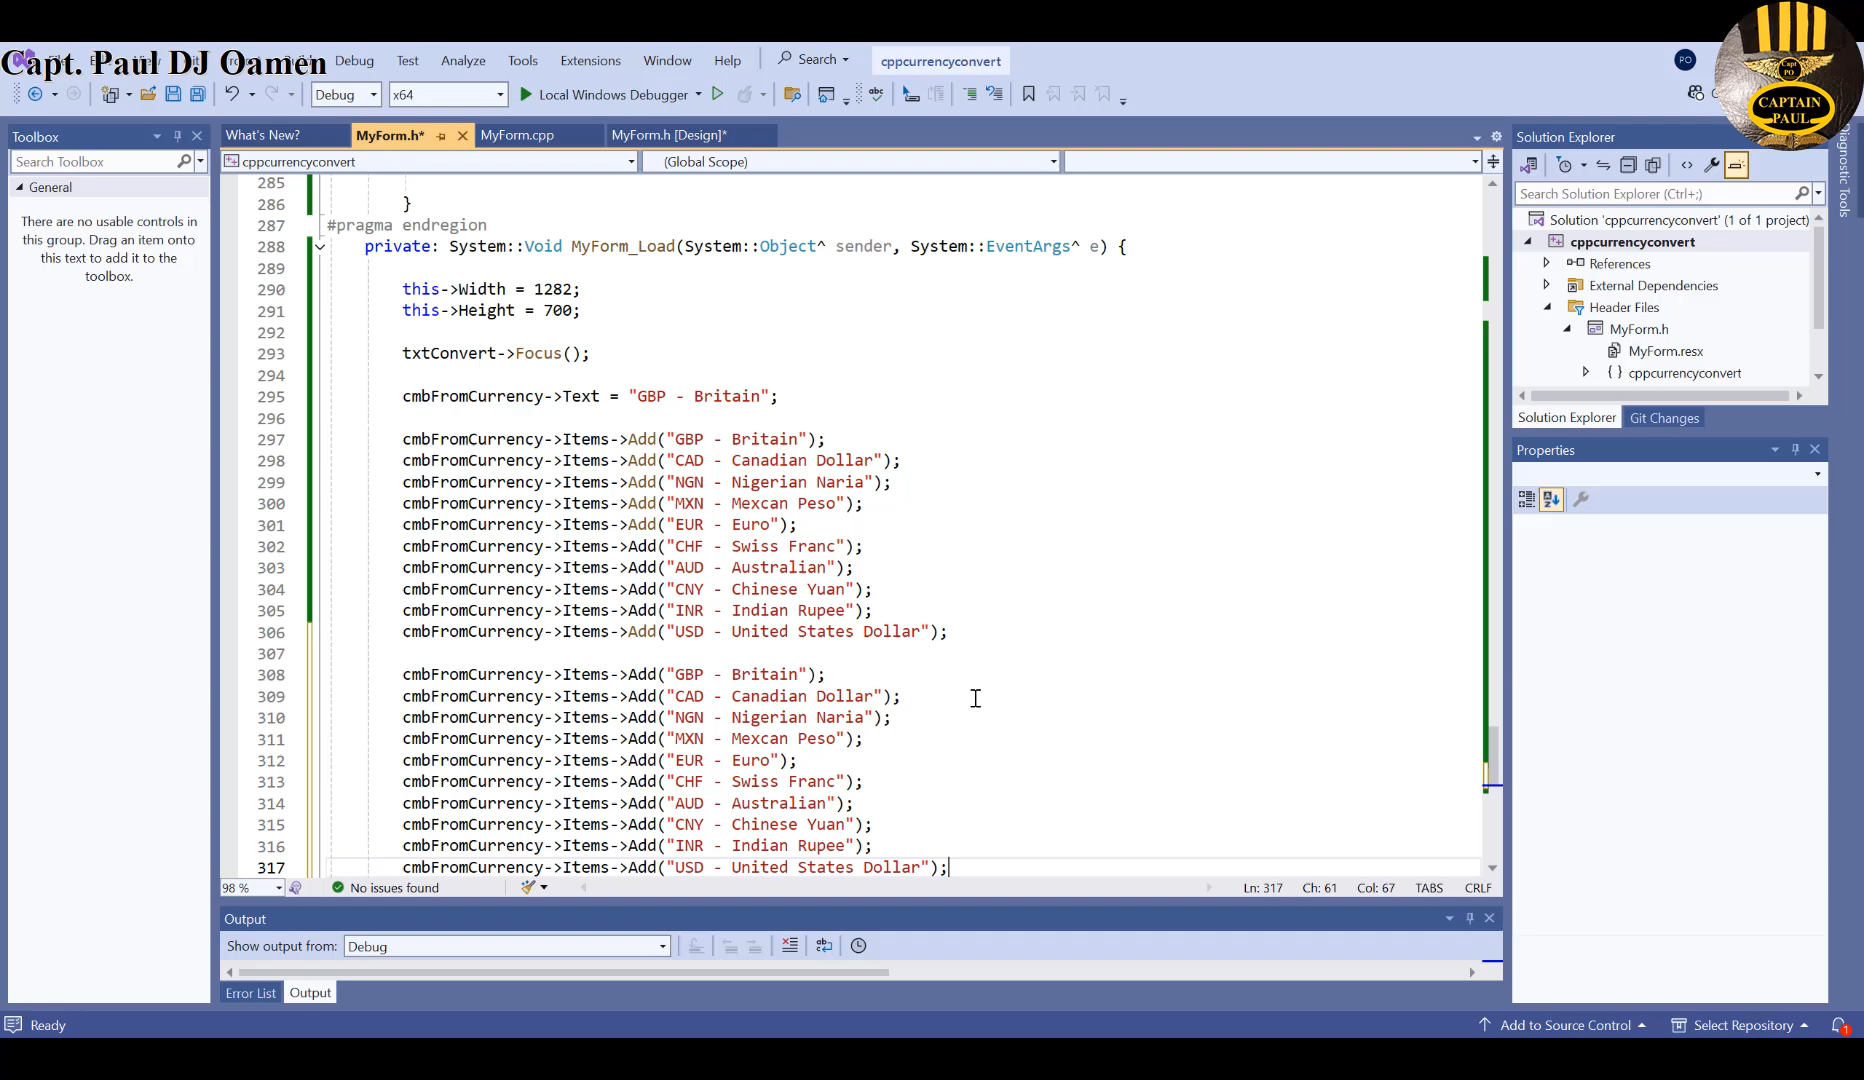 Capt. Paul DJ Oamen
Debug Test Analyze Tools Extensions Window Help Search cppcurrencyconvert PO
Debug x64 Local Windows Debugger
Capt
PO
CAPTAIN
PAUL
Toolbox
What's New? MyForm.h* MyForm.cpp MyForm.h [Design]*
Solution Explorer
Diagnostic Tools
Search Toolbox
cppcurrencyconvert (Global Scope)
General
There are no usable controls in
this group. Drag an item onto
this text to add it to the
toolbox.
285
286 }
287 #pragma endregion
288 private: System::Void MyForm_Load(System::Object^ sender, System::EventArgs^ e) {
289
290 this->Width = 1282;
291 this->Height = 700;
292
293 txtConvert->Focus();
294
295 cmbFromCurrency->Text = "GBP - Britain";
296
297 cmbFromCurrency->Items->Add("GBP - Britain");
298 cmbFromCurrency->Items->Add("CAD - Canadian Dollar");
299 cmbFromCurrency->Items->Add("NGN - Nigerian Naria");
300 cmbFromCurrency->Items->Add("MXN - Mexcan Peso");
301 cmbFromCurrency->Items->Add("EUR - Euro");
302 cmbFromCurrency->Items->Add("CHF - Swiss Franc");
303 cmbFromCurrency->Items->Add("AUD - Australian");
304 cmbFromCurrency->Items->Add("CNY - Chinese Yuan");
305 cmbFromCurrency->Items->Add("INR - Indian Rupee");
306 cmbFromCurrency->Items->Add("USD - United States Dollar");
307
308 cmbFromCurrency->Items->Add("GBP - Britain");
309 cmbFromCurrency->Items->Add("CAD - Canadian Dollar");
310 cmbFromCurrency->Items->Add("NGN - Nigerian Naria");
311 cmbFromCurrency->Items->Add("MXN - Mexcan Peso");
312 cmbFromCurrency->Items->Add("EUR - Euro");
313 cmbFromCurrency->Items->Add("CHF - Swiss Franc");
314 cmbFromCurrency->Items->Add("AUD - Australian");
315 cmbFromCurrency->Items->Add("CNY - Chinese Yuan");
316 cmbFromCurrency->Items->Add("INR - Indian Rupee");
317 cmbFromCurrency->Items->Add("USD - United States Dollar");
98 % No issues found Ln: 317 Ch: 61 Col: 67 TABS CRLF
Search Solution Explorer (Ctrl+;)
Solution 'cppcurrencyconvert' (1 of 1 project)
cppcurrencyconvert
References
External Dependencies
Header Files
MyForm.h
MyForm.resx
cppcurrencyconvert
Solution Explorer Git Changes
Properties
Output
Show output from: Debug
Error List Output
Ready Add to Source Control Select Repository 1